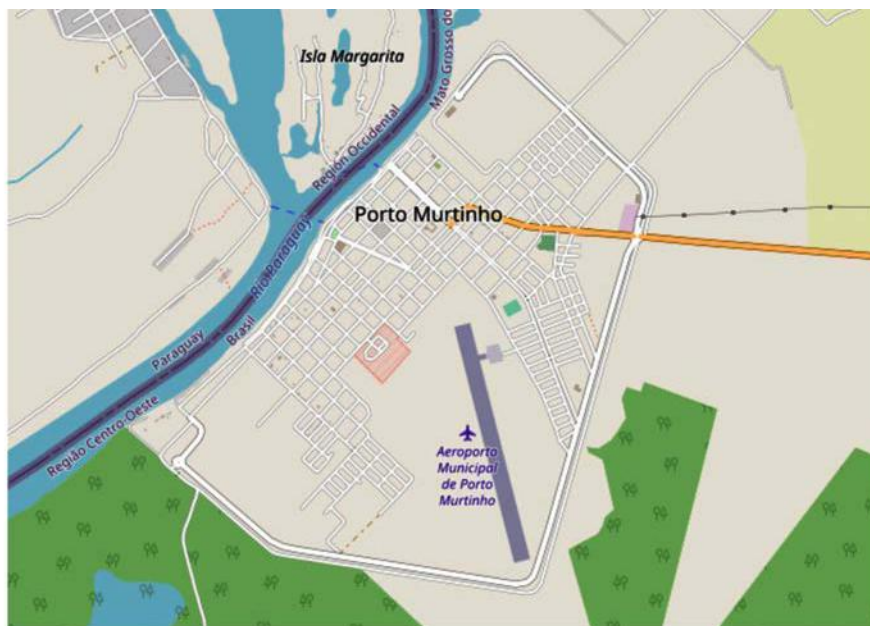 Isla Margarita
Mato Grosso do
Región Occidental
Porto Murtinho
Río Paraguay
Paraguay
Brasil
Região Centro-Oeste
Aeroporto
Municipal
de Porto
Murtinho